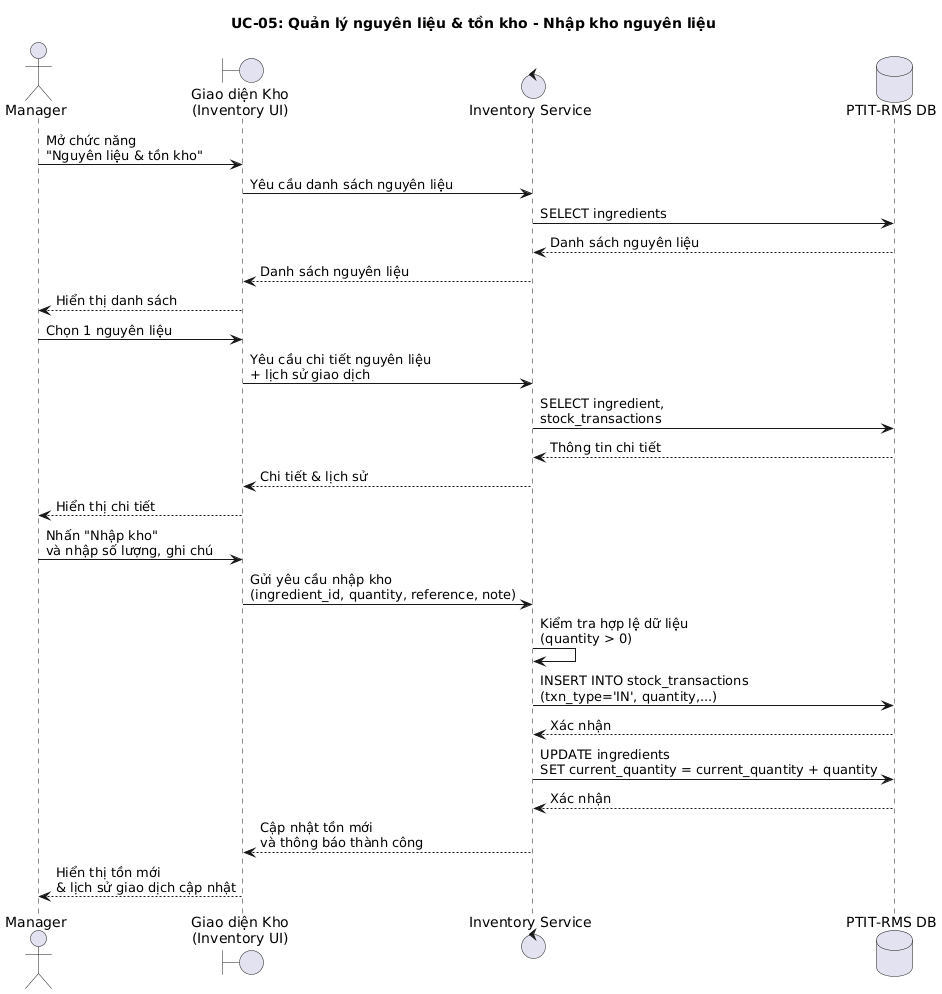 UC-05: Quản lý nguyên liệu & tồn kho - Nhập kho nguyên liệu
Manager
Giao diện Kho
(Inventory UI)
Inventory Service
PTIT-RMS DB
Mở chức năng
"Nguyên liệu & tồn kho"
Yêu cầu danh sách nguyên liệu
SELECT ingredients
Danh sách nguyên liệu
Danh sách nguyên liệu
Hiển thị danh sách
Chọn 1 nguyên liệu
Yêu cầu chi tiết nguyên liệu
+ lịch sử giao dịch
SELECT ingredient,
stock_transactions
Thông tin chi tiết
Chi tiết & lịch sử
Hiển thị chi tiết
Nhấn "Nhập kho"
và nhập số lượng, ghi chú
Gửi yêu cầu nhập kho
(ingredient_id, quantity, reference, note)
Kiểm tra hợp lệ dữ liệu
(quantity > 0)
INSERT INTO stock_transactions
(txn_type='IN', quantity,...)
Xác nhận
UPDATE ingredients
SET current_quantity = current_quantity + quantity
Xác nhận
Cập nhật tồn mới
và thông báo thành công
Hiển thị tồn mới
& lịch sử giao dịch cập nhật
Manager
Giao diện Kho
(Inventory UI)
Inventory Service
PTIT-RMS DB